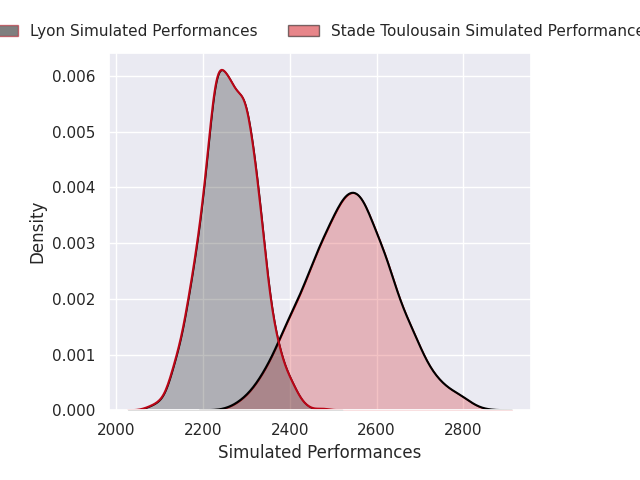 Lyon Simulated Performances
Stade Toulousain Simulated Performance
0.006
0.005
0.004
0.003
0.002
0.001
0.000
Density
2000 2200 2400 2600 2800
Simulated Performances